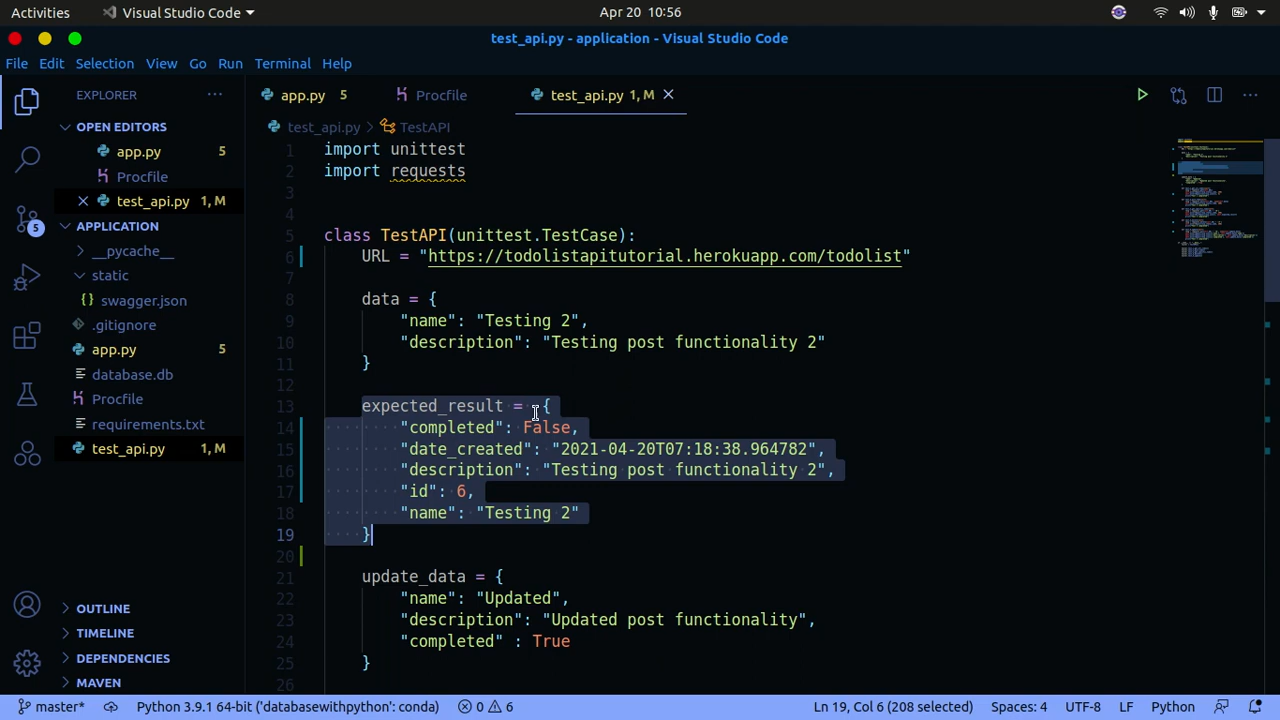 Activities Visual Studio Code Apr 20 10:56
test_api.py - application - Visual Studio Code
File Edit Selection View Go Run Terminal Help
EXPLORER ···
OPEN EDITORS
app.py 5
Procfile
test_api.py 1, M
APPLICATION
__pycache__
static
{} swagger.json
.gitignore
app.py 5
database.db
Procfile
requirements.txt
test_api.py 1, M
OUTLINE
TIMELINE
DEPENDENCIES
MAVEN
5
app.py 5 Procfile test_api.py 1, M
test_api.py > TestAPI
1 import unittest
2 import requests
3
4
5 class TestAPI(unittest.TestCase):
6 URL = "https://todolistapitutorial.herokuapp.com/todolist"
7
8 data = {
9 "name": "Testing 2",
10 "description": "Testing post functionality 2"
11 }
12
13 expected_result = {
14 "completed": False,
15 "date_created": "2021-04-20T07:18:38.964782",
16 "description": "Testing post functionality 2",
17 "id": 6,
18 "name": "Testing 2"
19 }
20
21 update_data = {
22 "name": "Updated",
23 "description": "Updated post functionality",
24 "completed" : True
25 }
26
master* Python 3.9.1 64-bit ('databasewithpython': conda) 0 6 Ln 19, Col 6 (208 selected) Spaces: 4 UTF-8 LF Python